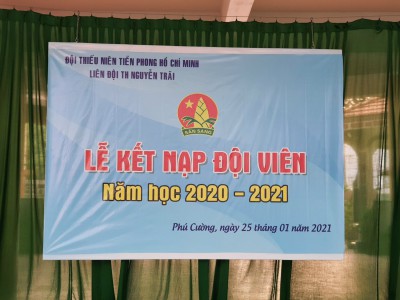 ĐỘI THIẾU NIÊN TIỀN PHONG HỒ CHÍ MINH
LIÊN ĐỘI TH NGUYỄN TRÃI
SẴN SÀNG
LỄ KẾT NẠP ĐỘI VIÊN
Năm học 2020 - 2021
Phú Cường, ngày 25 tháng 01 năm 2021